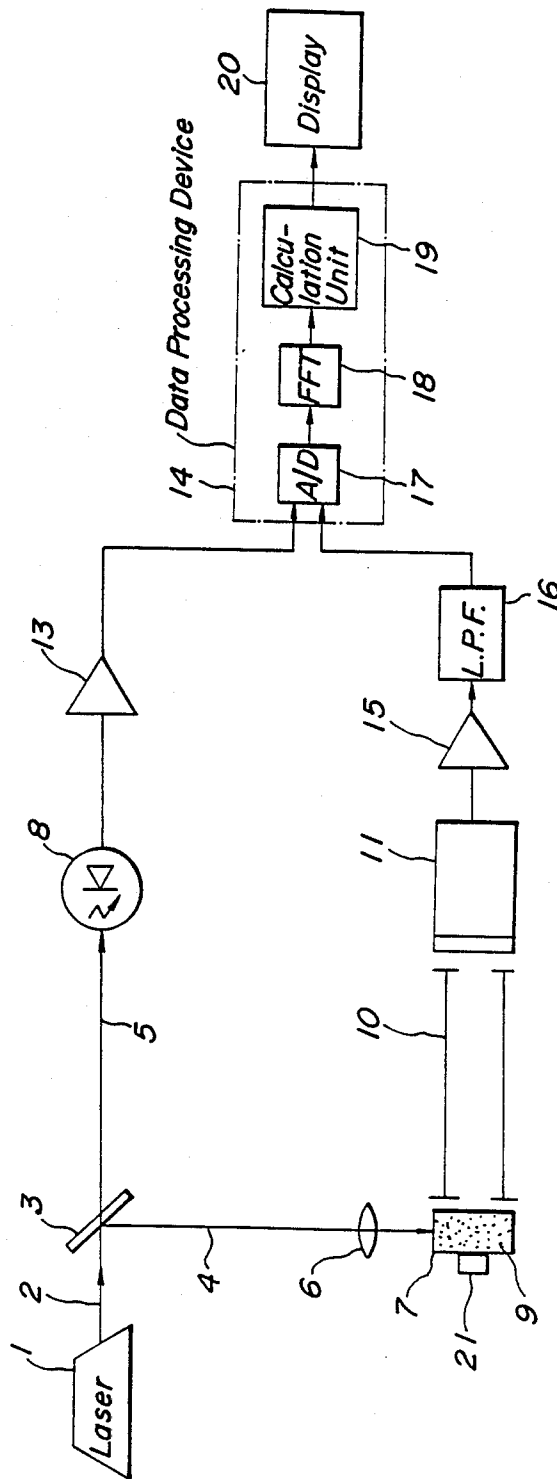 1
Laser
2
3
4
5
6
7
21
9
8
13
10
11
15
L.P.F.
16
14
Data Processing Device
A/D
17
FFT
18
Calcu-
lation
Unit
19
20
Display